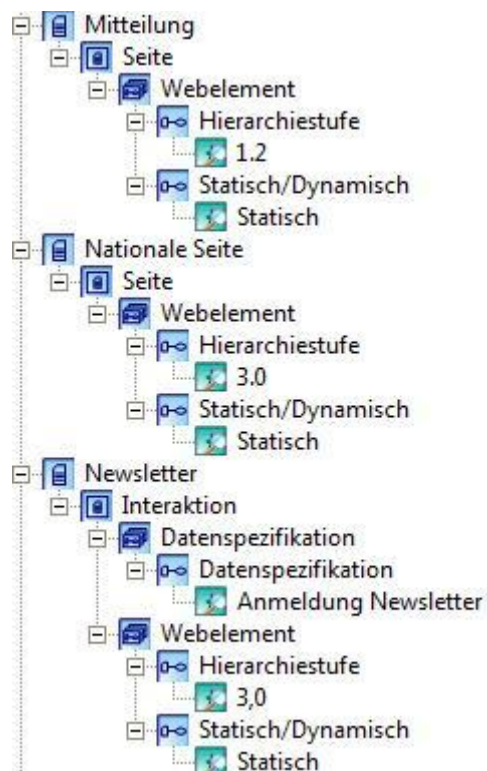 Mitteilung
Seite
Webelement
Hierarchiestufe
1.2
Statisch/Dynamisch
Statisch
Nationale Seite
Seite
Webelement
Hierarchiestufe
3.0
Statisch/Dynamisch
Statisch
Newsletter
Interaktion
Datenspezifikation
Datenspezifikation
Anmeldung Newsletter
Webelement
Hierarchiestufe
3,0
Statisch/Dynamisch
Statisch